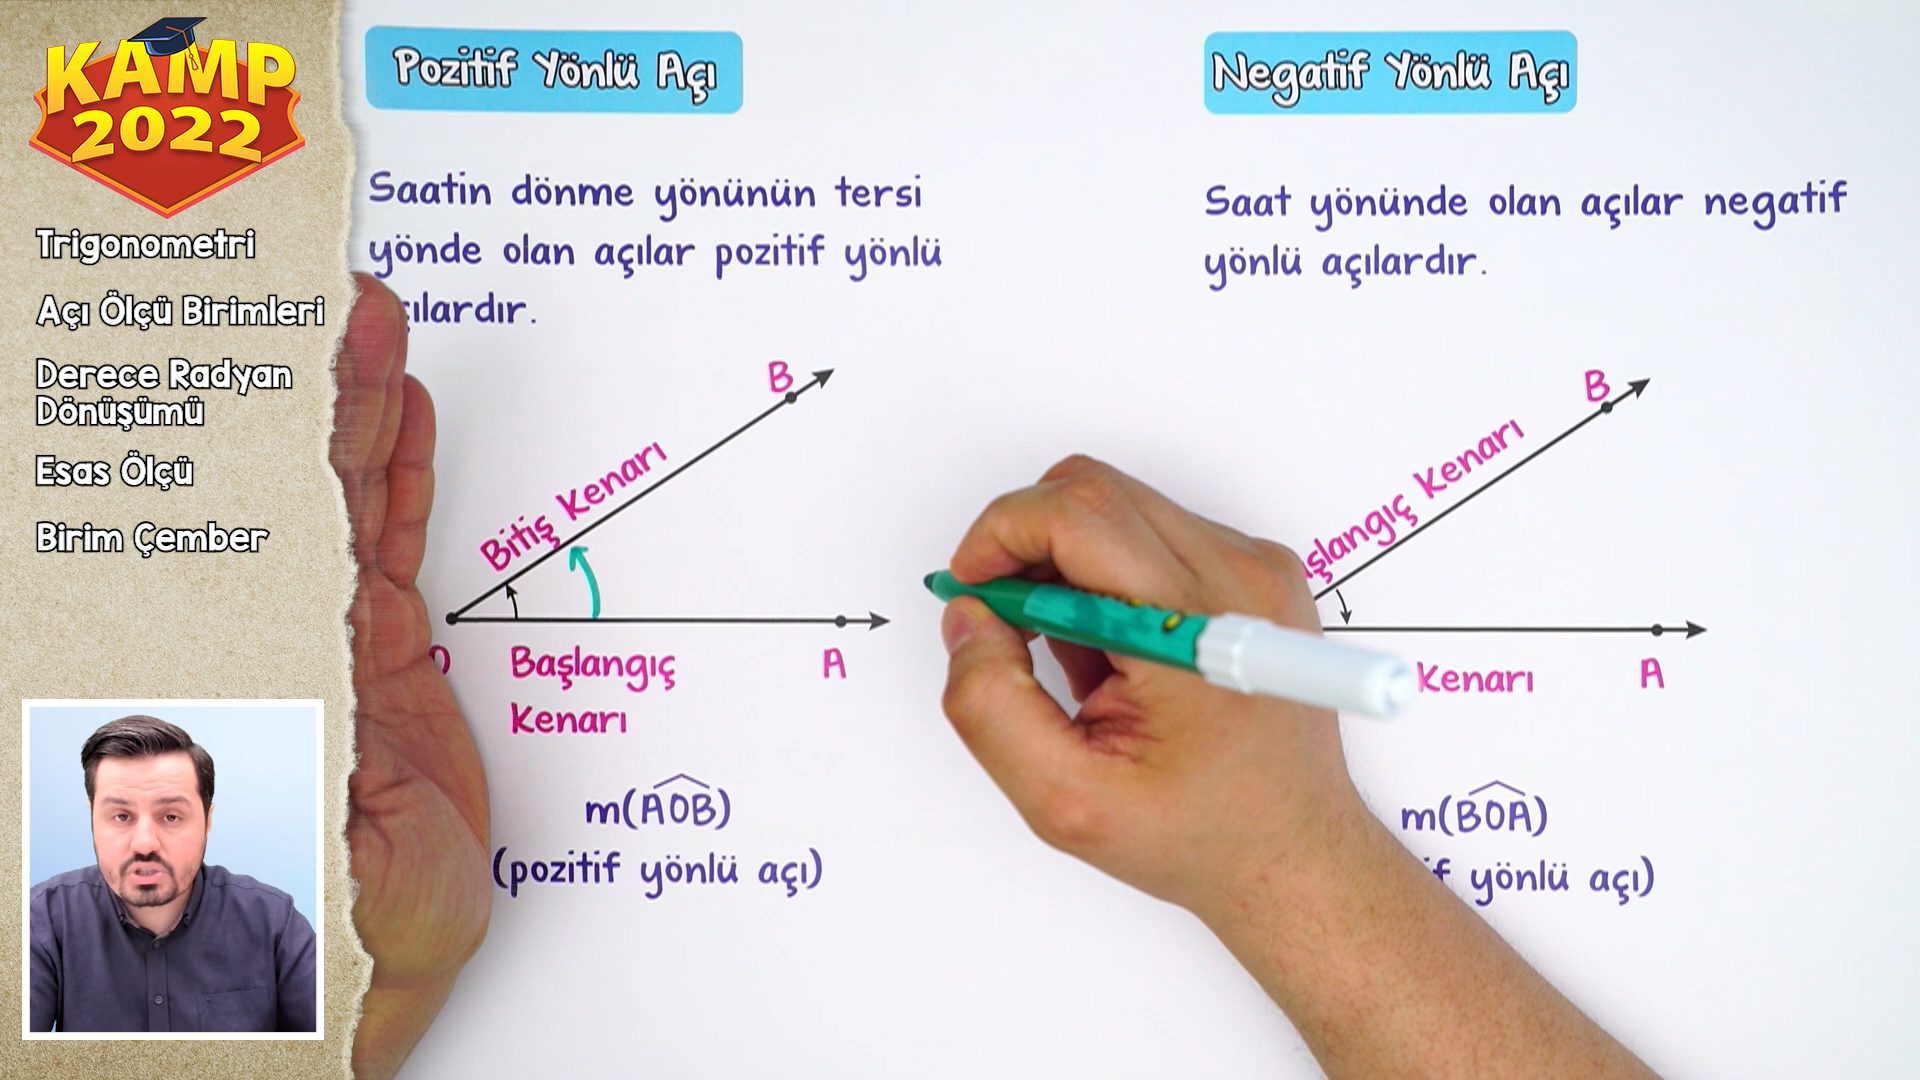 KAMP
2022
Trigonometri
Açı Ölçü Birimleri
Derece Radyan
Dönüşümü
Esas Ölçü
Birim Çember
Pozitif Yönlü Açı
Saatin dönme yönünün tersi
yönde olan açılar pozitif yönlü
çılardır.
B
Bitiş Kenarı
O
Başlangıç
Kenarı
A
m(AOB)
(pozitif yönlü açı)
Negatif Yönlü Açı
Saat yönünde olan açılar negatif
yönlü açılardır.
B
şlangıç Kenarı
Kenarı
A
m(BOA)
f yönlü açı)